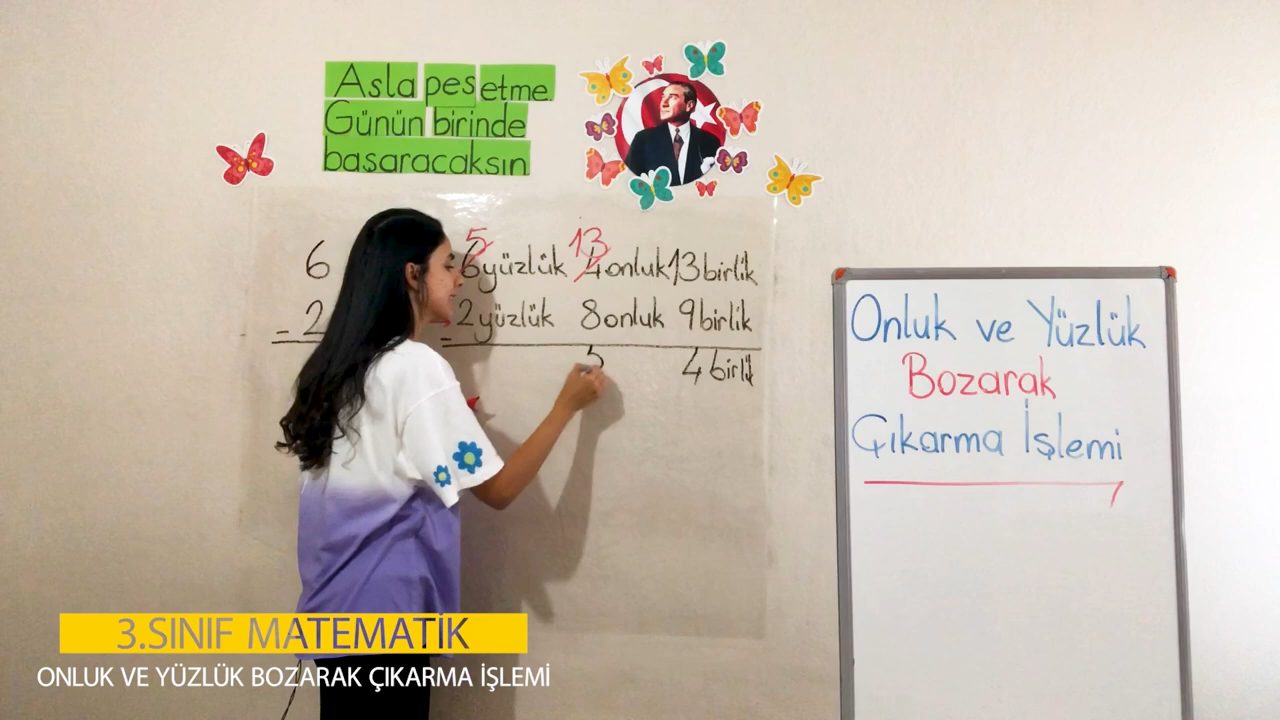 Asla pes etme.
Günün birinde
başaracaksın
6
- 2
5 13
6 yüzlük 4 onluk 13 birlik
- 2 yüzlük 8 onluk 9 birlik
5 4 birlik
Onluk ve Yüzlük
Bozarak
Çıkarma İşlemi
3.SINIF MATEMATİK
ONLUK VE YÜZLÜK BOZARAK ÇIKARMA İŞLEMİ